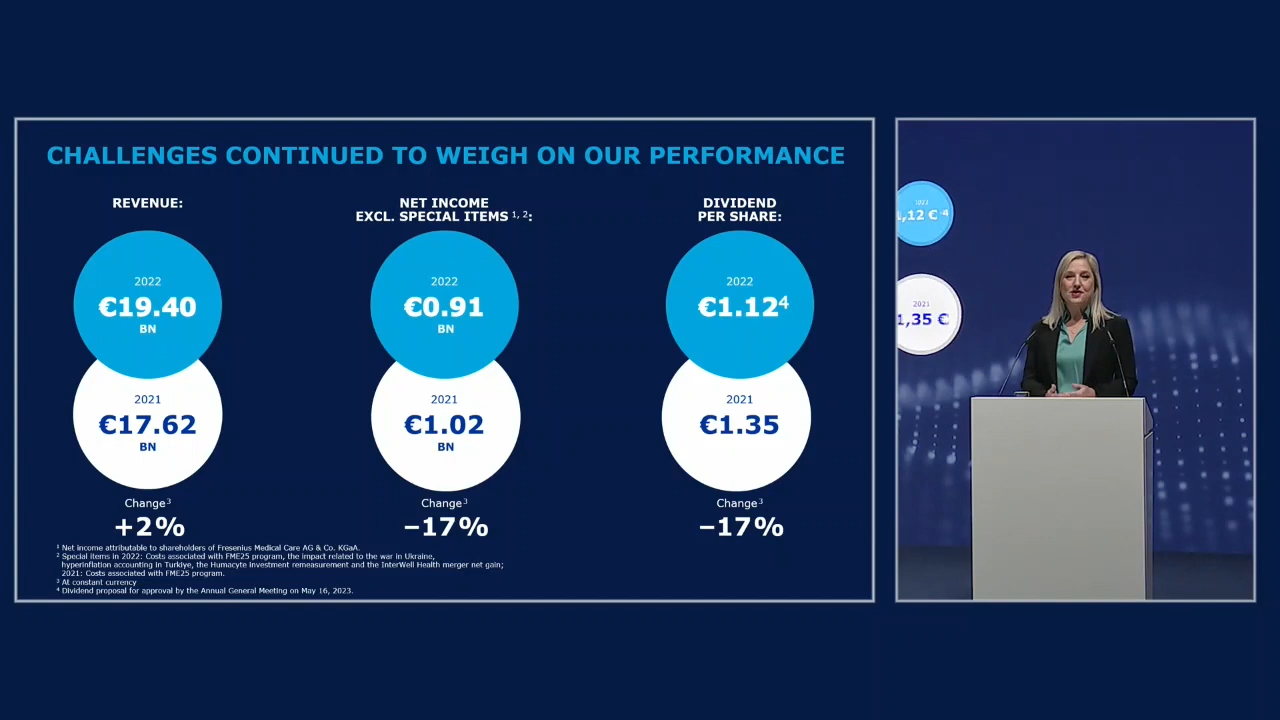 CHALLENGES CONTINUED TO WEIGH ON OUR PERFORMANCE
REVENUE:
2022
€19.40
BN
2021
€17.62
BN
Change³
+2%
NET INCOME
EXCL. SPECIAL ITEMS ¹, ²:
2022
€0.91
BN
2021
€1.02
BN
Change³
−17%
DIVIDEND
PER SHARE:
2022
€1.12⁴
2021
€1.35
Change³
−17%
¹ Net income attributable to shareholders of Fresenius Medical Care AG & Co. KGaA.
² Special items in 2022: Costs associated with FME25 program, the impact related to the war in Ukraine,
hyperinflation accounting in Turkiye, the Humacyte Investment remeasurement and the InterWell Health merger net gain;
2021: Costs associated with FME25 program.
³ At constant currency
⁴ Dividend proposal for approval by the Annual General Meeting on May 16, 2023.
2022
1,12 € ⁴
2021
1,35 €